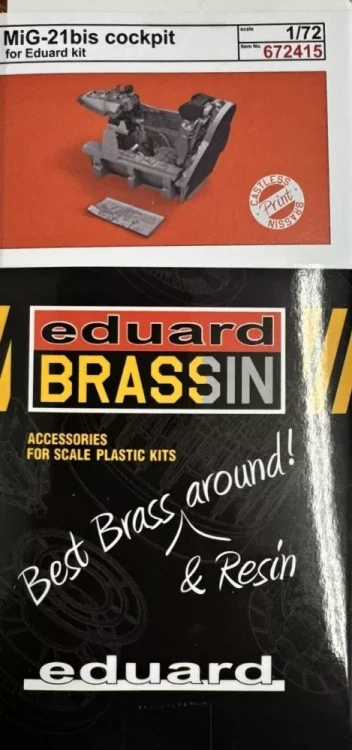 MiG-21bis cockpit
for Eduard kit
scale 1/72
Item No. 672415
CASTLESS
Print
BRASSIN
eduard
BRASSIN
ACCESSORIES
FOR SCALE PLASTIC KITS
Best Brass around!
& Resin
eduard